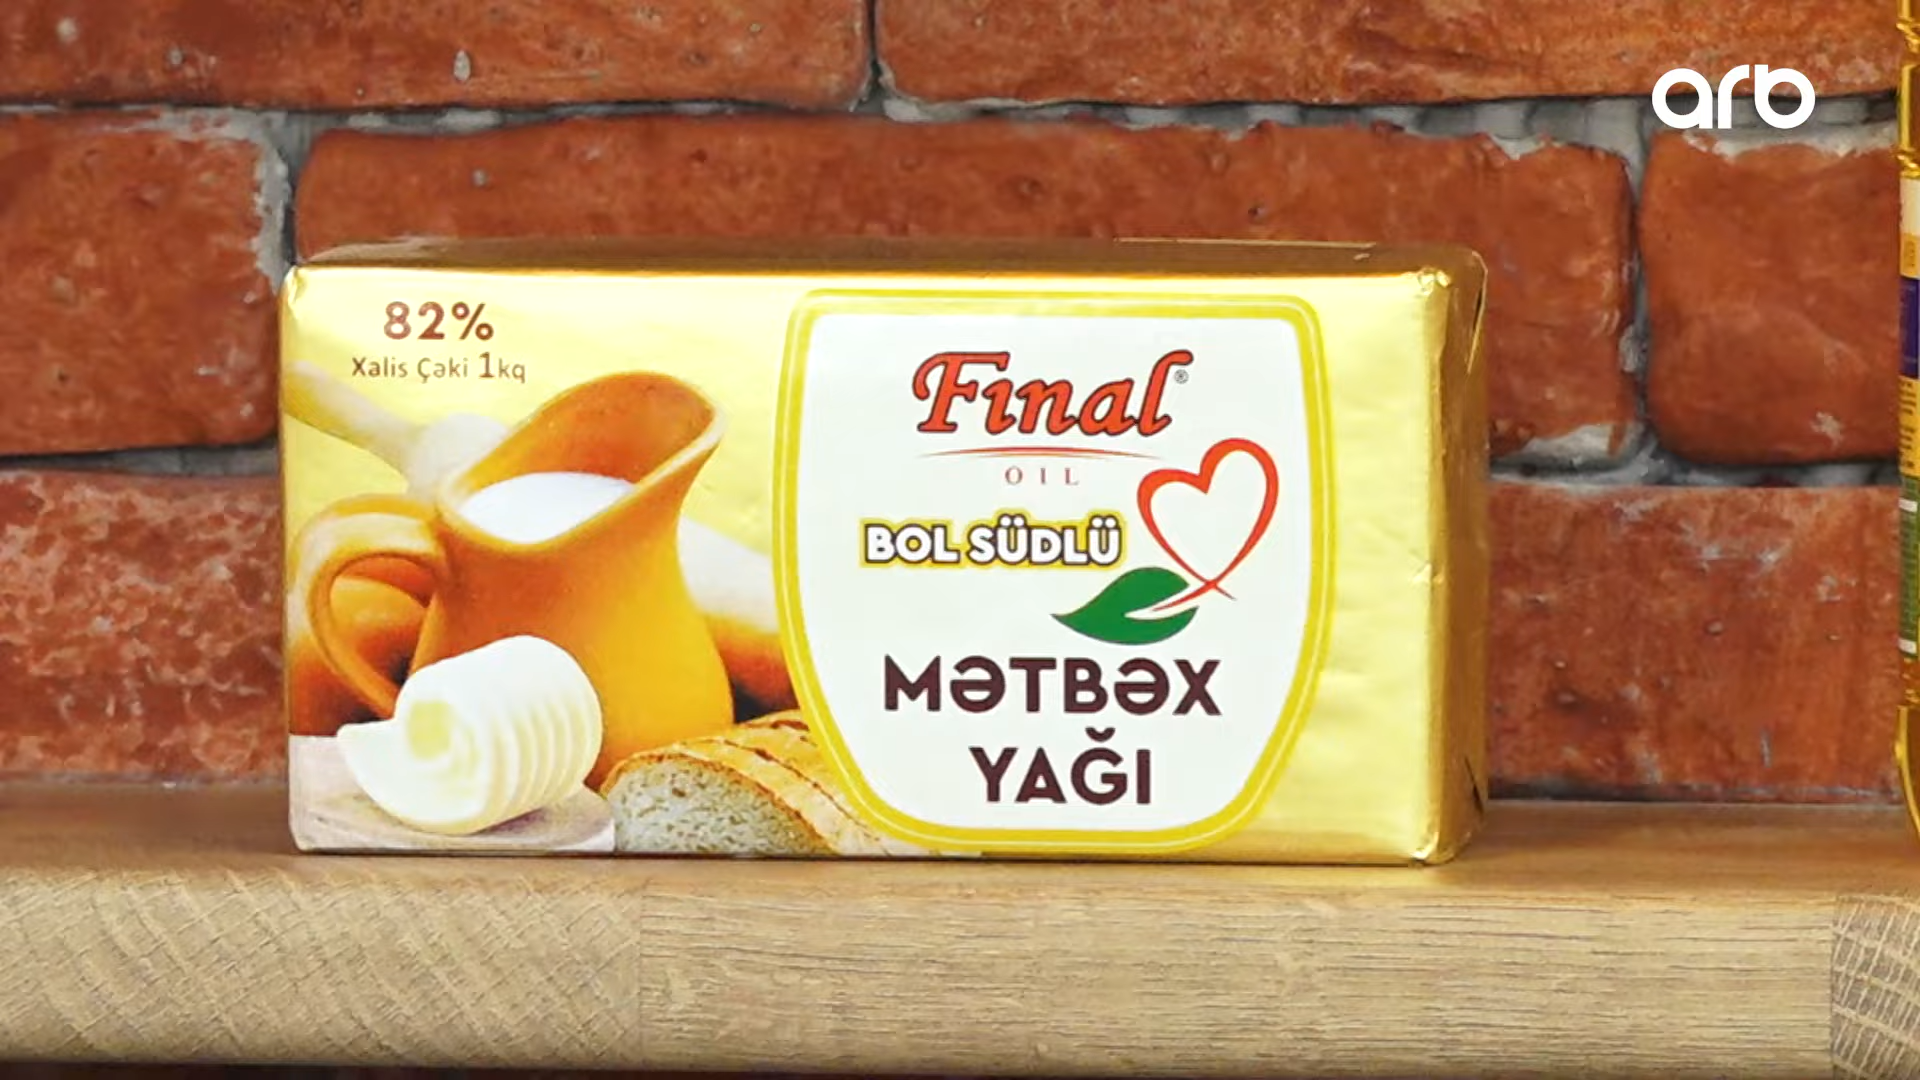 arb
82%
Xalis Çəki 1kq
Final®
OIL
BOL SÜDLÜ
MƏTBƏX
YAĞI